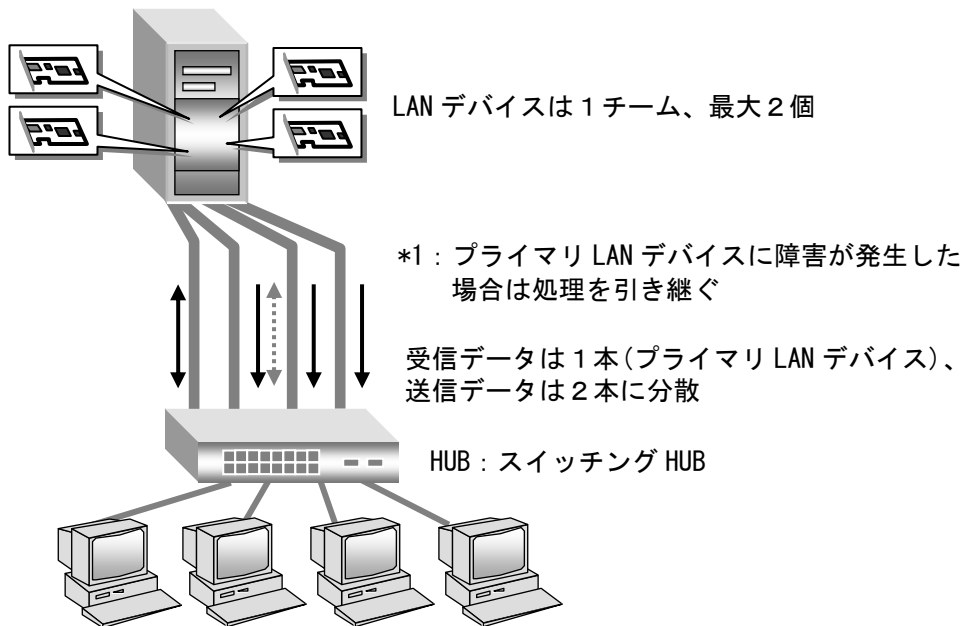 LAN デバイスは１チーム、最大２個
*1：プライマリ LAN デバイスに障害が発生した
場合は処理を引き継ぐ
受信データは１本(プライマリ LAN デバイス)、
送信データは２本に分散
HUB：スイッチング HUB